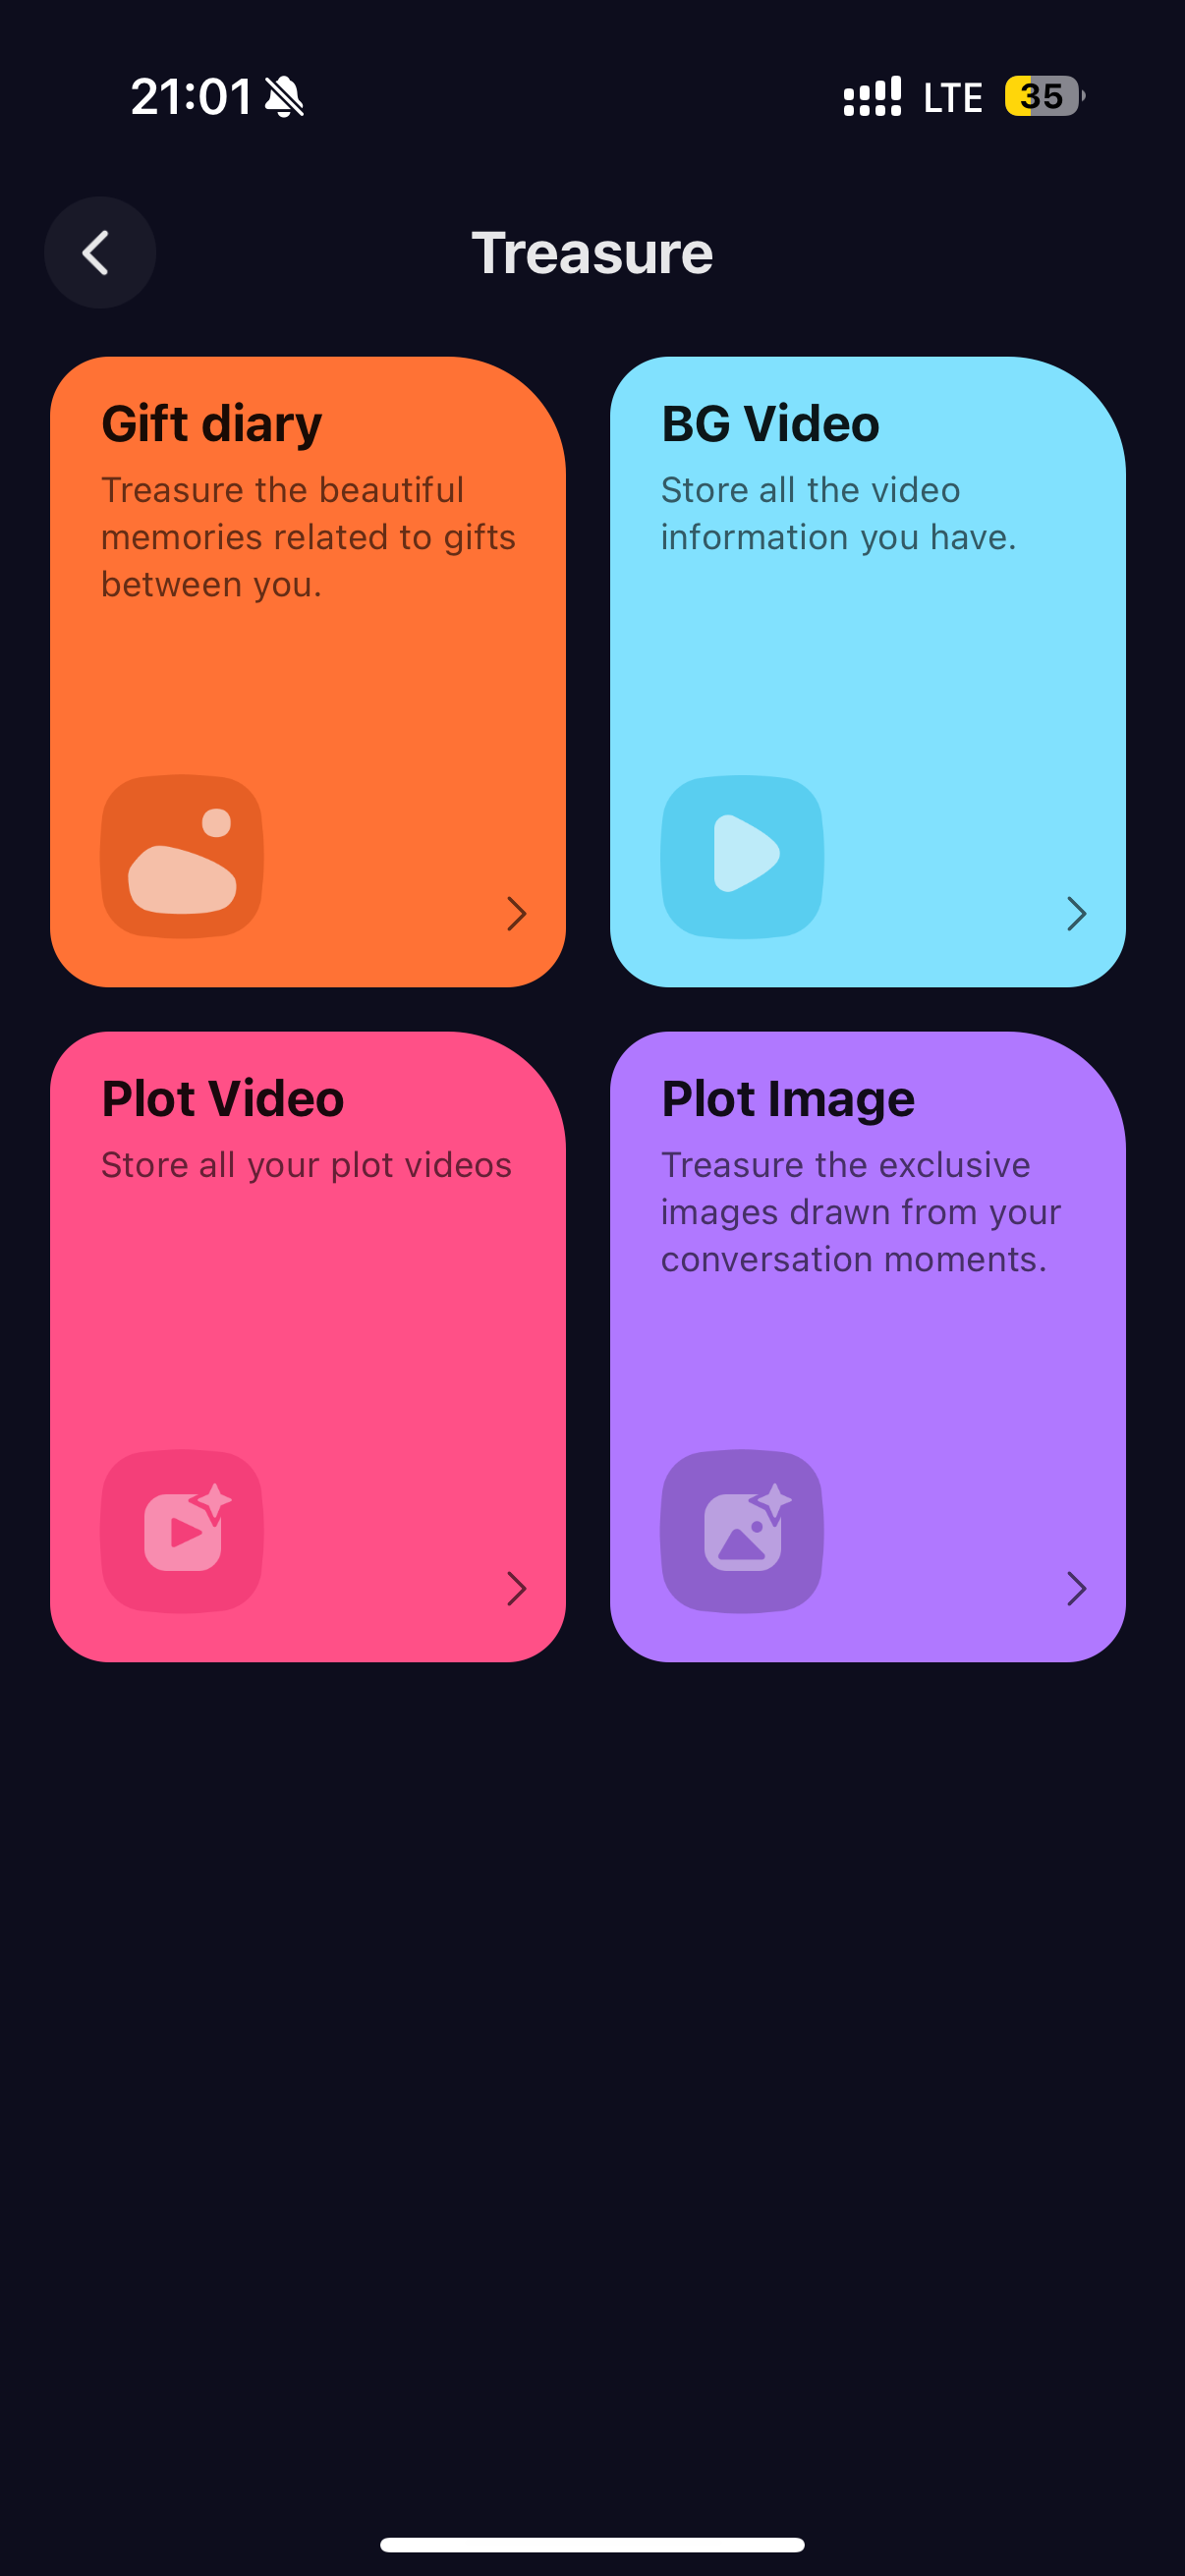 21:01
LTE
35
Treasure
Gift diary
Treasure the beautiful
memories related to gifts
between you.
BG Video
Store all the video
information you have.
Plot Video
Store all your plot videos
Plot Image
Treasure the exclusive
images drawn from your
conversation moments.